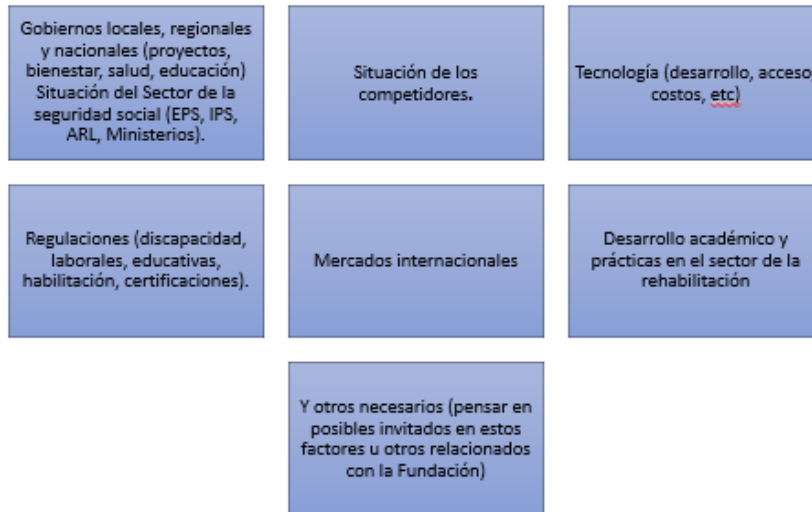 Gobiernos locales, regionales
y nacionales (proyectos,
bienestar, salud, educación)
Situación del Sector de la
seguridad social (EPS, IPS,
ARL, Ministerios).
Situación de los
competidores.
Tecnología (desarrollo, acceso,
costos, etc)
Regulaciones (discapacidad,
laborales, educativas,
habilitación, certificaciones).
Mercados internacionales
Desarrollo académico y
prácticas en el sector de la
rehabilitación
Y otros necesarios (pensar en
posibles invitados en estos
factores u otros relacionados
con la Fundación)